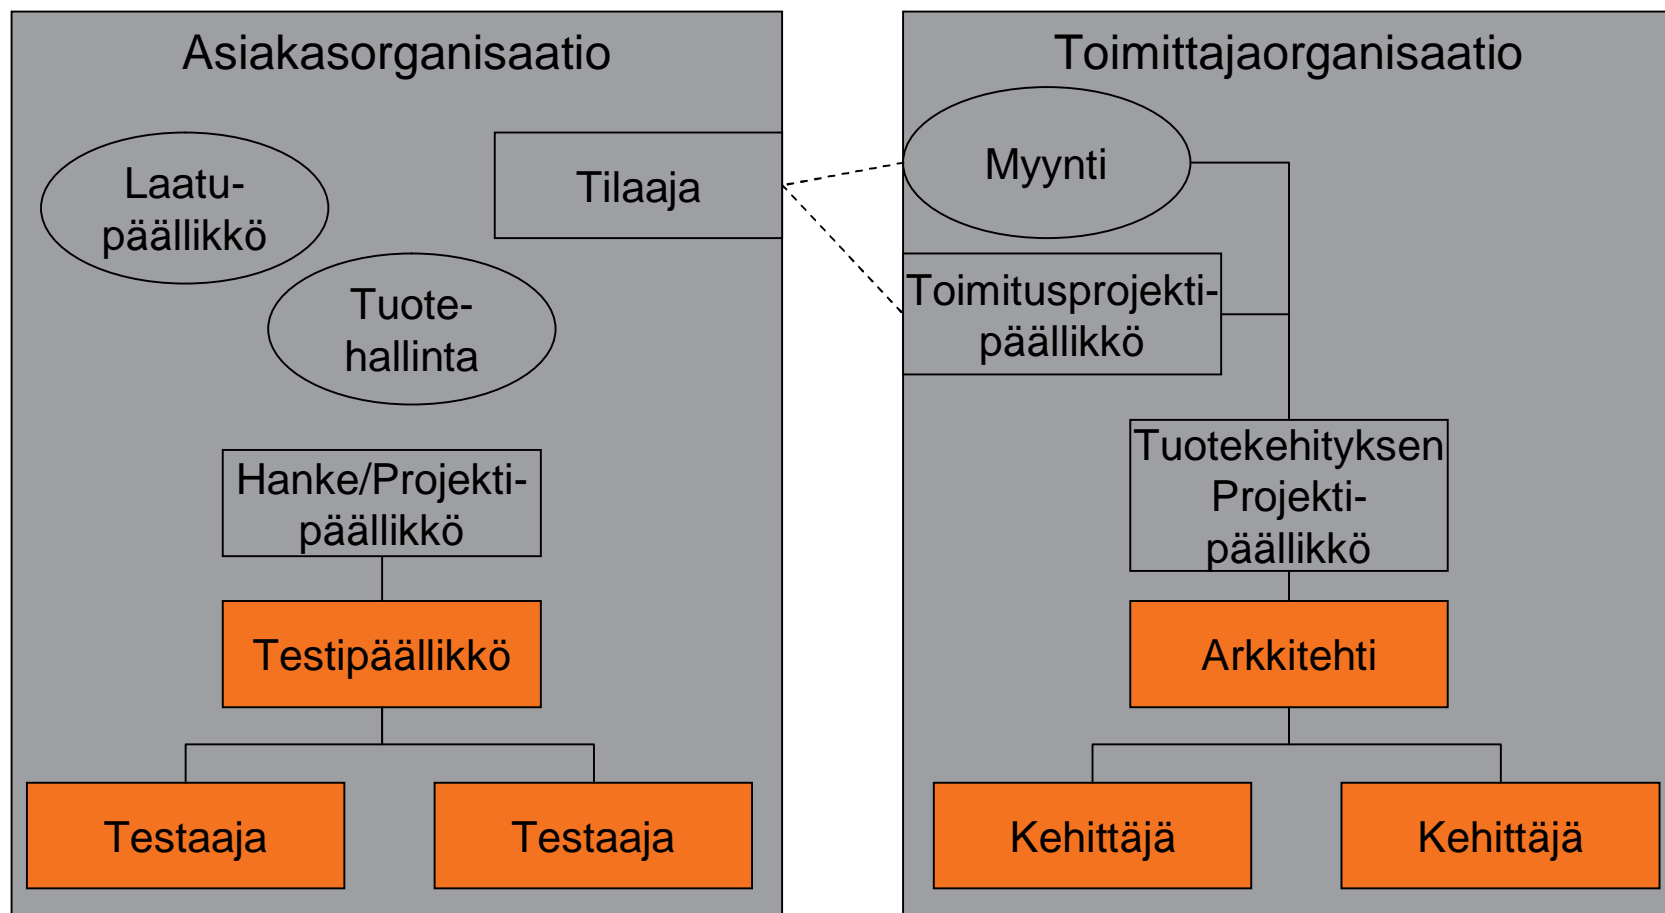 Asiakasorganisaatio
Laatu-
päällikkö
Tilaaja
Tuote-
hallinta
Hanke/Projekti-
päällikkö
Testipäällikkö
Testaaja
Testaaja
Toimittajaorganisaatio
Myynti
Toimitusprojekti-
päällikkö
Tuotekehityksen
Projekti-
päällikkö
Arkkitehti
Kehittäjä
Kehittäjä